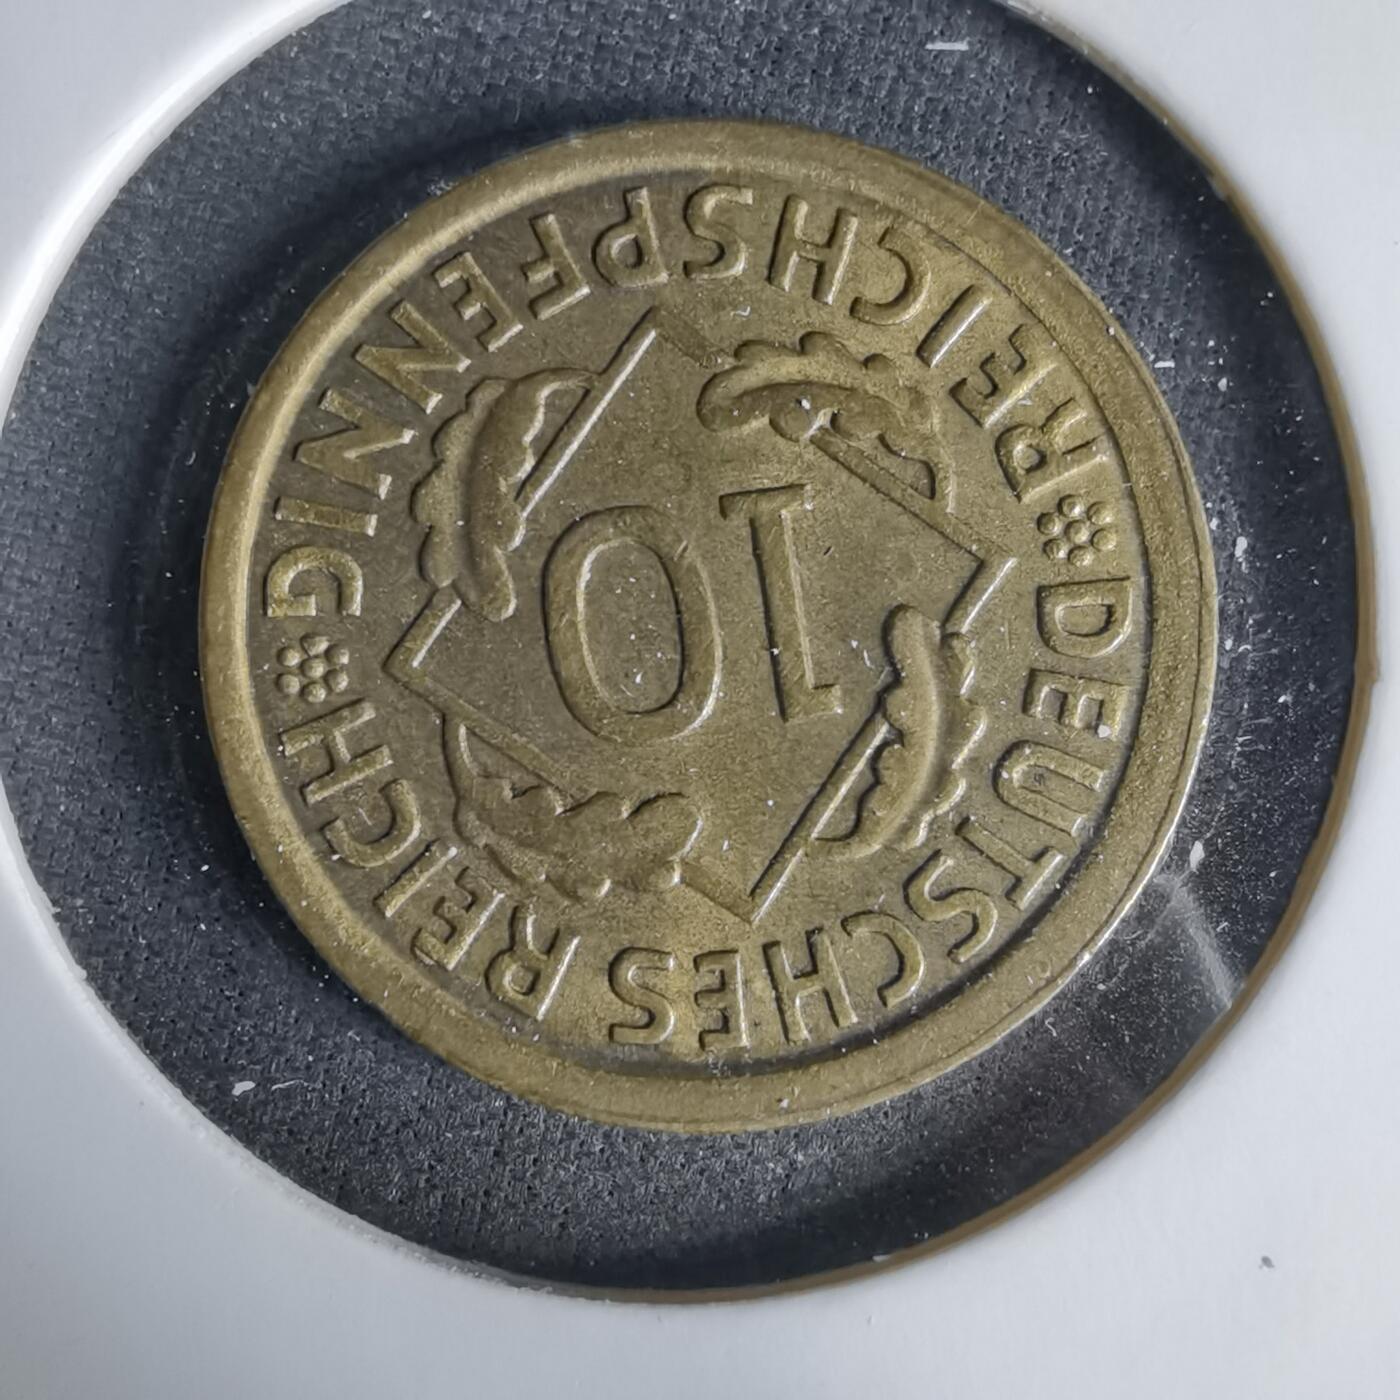 DEUTSCHES REICH
10
REICHSPFENNIG